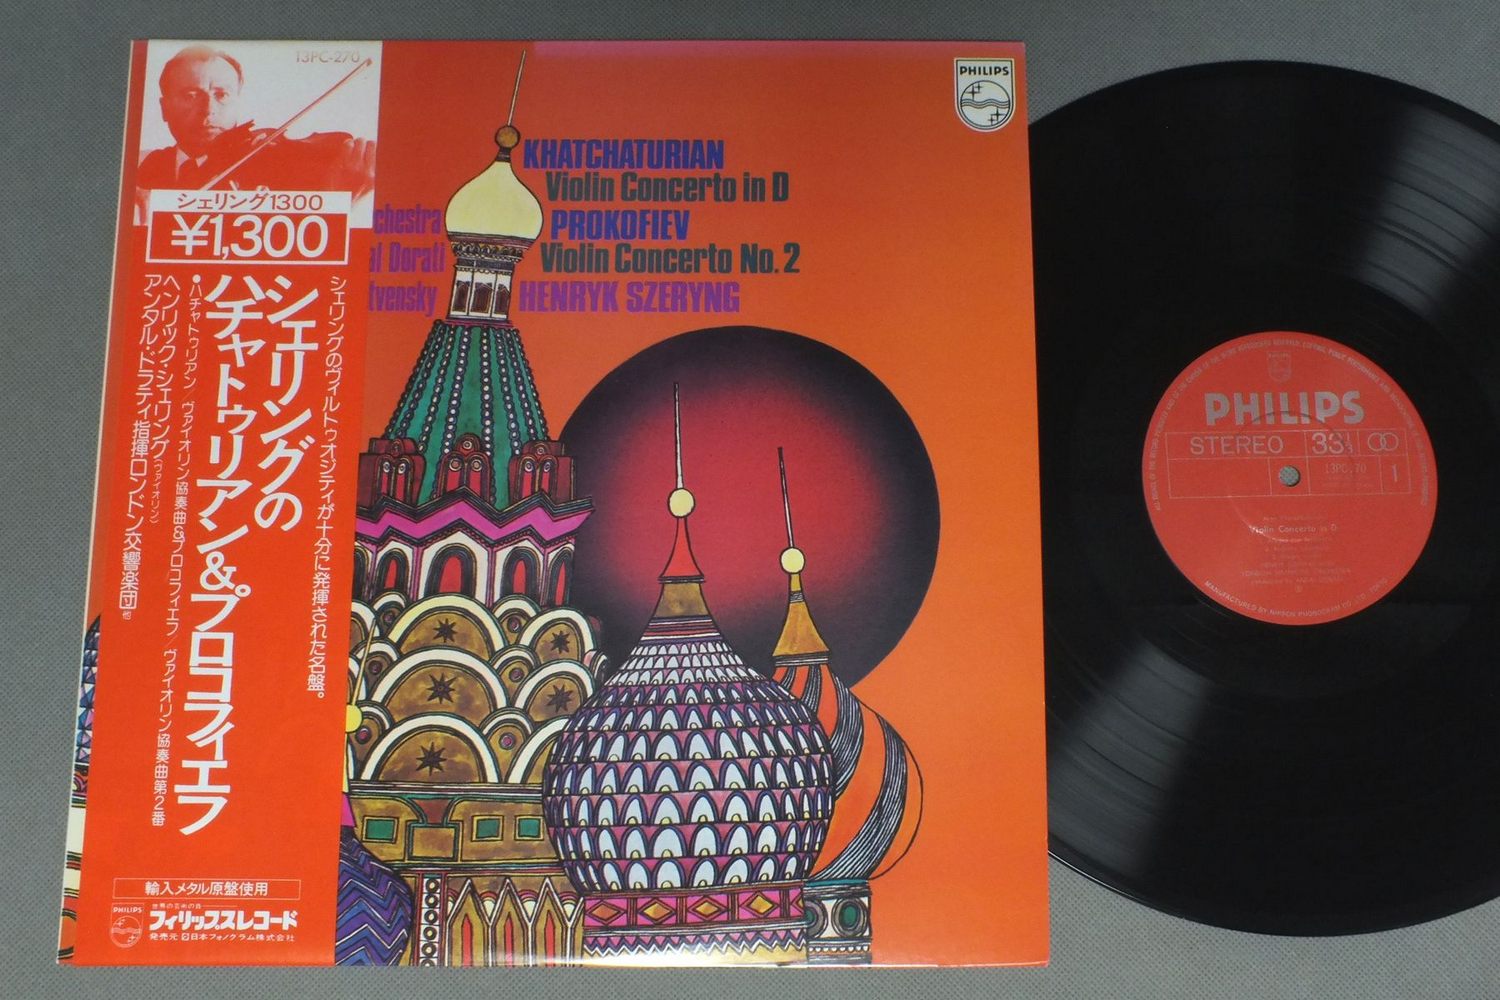 13PC-270
シェリング1300
¥1,300
シェリングのヴィルトゥオジティが十分に発揮された名盤。
シェリングの
ハチャトゥリアン&プロコフィエフ
・ハチャトゥリアン/ヴァイオリン協奏曲&プロコフィエフ/ヴァイオリン協奏曲第2番
ヘンリック・シェリング(ヴァイオリン)
アンタル・ドラティ指揮ロンドン交響楽団 他
輸入メタル原盤使用
PHILIPS
世界の芸術の森
フィリップスレコード
発売元 日本フォノグラム株式会社
KHATCHATURIAN
Violin Concerto in D
PROKOFIEV
Violin Concerto No. 2
HENRYK SZERYNG
chestra
al Dorati
tvensky
PHILIPS
PHILIPS
STEREO
33⅓
1
Violin Concerto in D
MANUFACTURED BY NIPPON PHONOGRAM CO., LTD., TOKYO